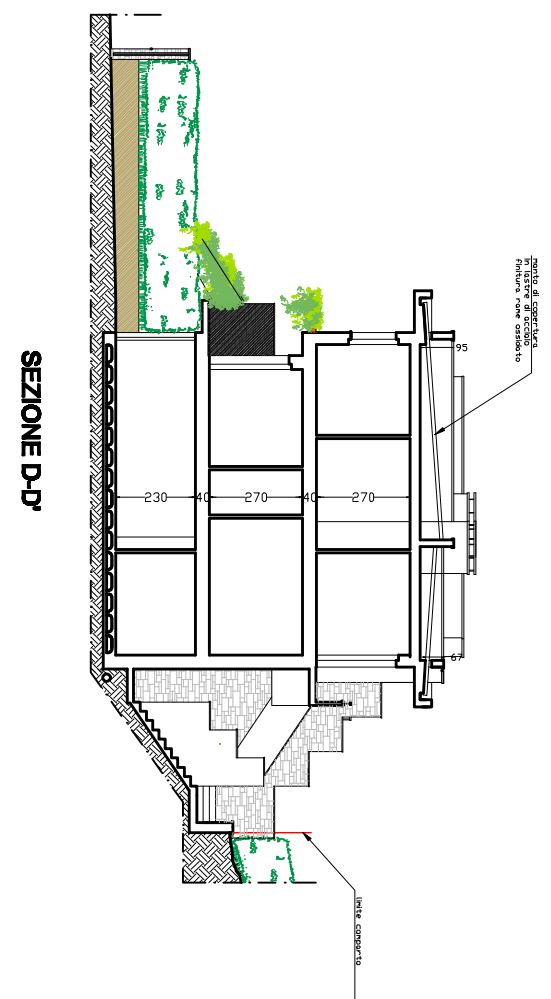 manto di copertura
in lastre di acciaio
finitura rame ossidato
95
230
40
270
40
270
67
limite comparto
SEZIONE D-D'